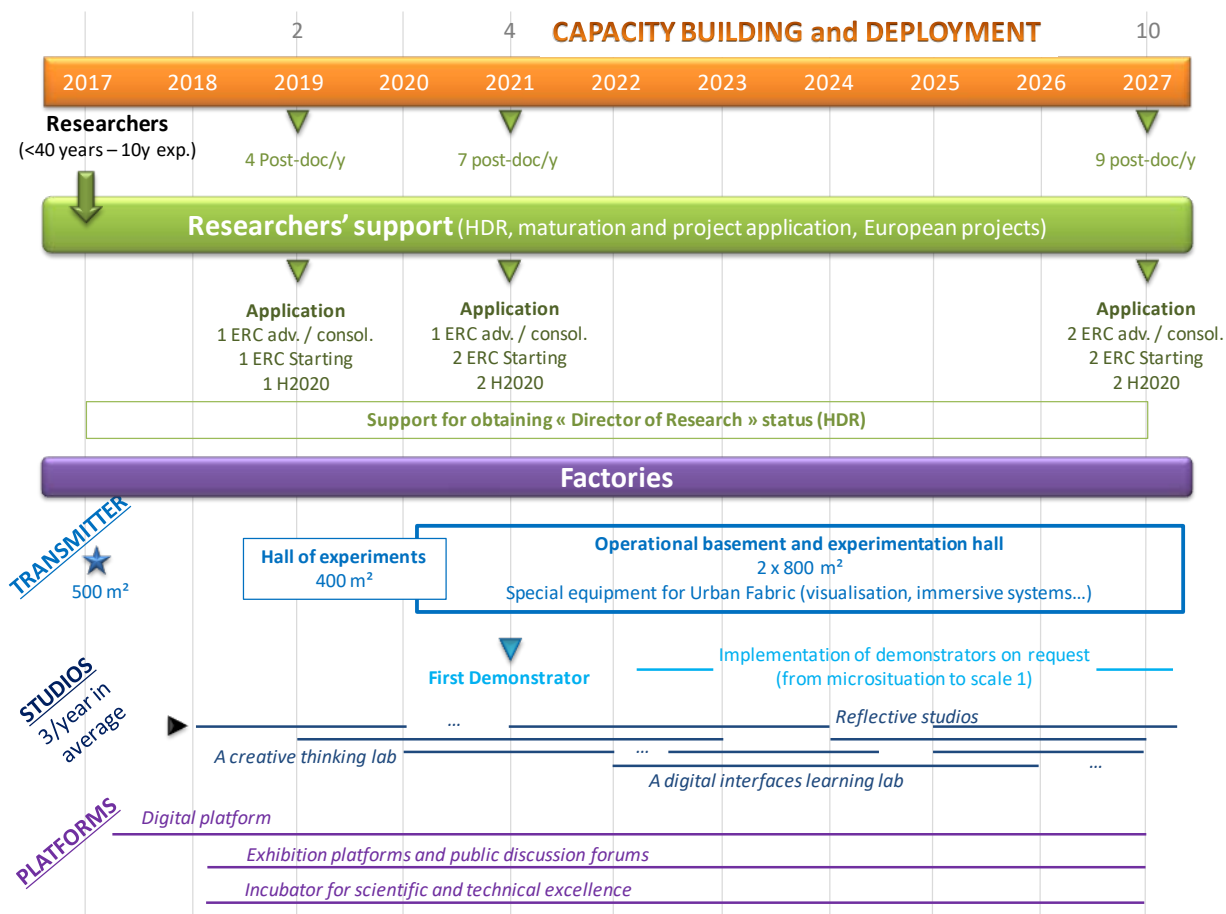 2 4 CAPACITY BUILDING and DEPLOYMENT 10
2017 2018 2019 2020 2021 2022 2023 2024 2025 2026 2027
Researchers
(<40 years – 10y exp.)
4 Post-doc/y 7 post-doc/y 9 post-doc/y
Researchers' support (HDR, maturation and project application, European projects)
Application
1 ERC adv. / consol.
1 ERC Starting
1 H2020
Application
1 ERC adv. / consol.
2 ERC Starting
2 H2020
Application
2 ERC adv. / consol.
2 ERC Starting
2 H2020
Support for obtaining « Director of Research » status (HDR)
Factories
TRANSMITTER
500 m²
Hall of experiments
400 m²
Operational basement and experimentation hall
2 x 800 m²
Special equipment for Urban Fabric (visualisation, immersive systems...)
First Demonstrator
Implementation of demonstrators on request
(from microsituation to scale 1)
STUDIOS
3/year in
average
... Reflective studios
A creative thinking lab ... ...
A digital interfaces learning lab
PLATFORMS
Digital platform
Exhibition platforms and public discussion forums
Incubator for scientific and technical excellence